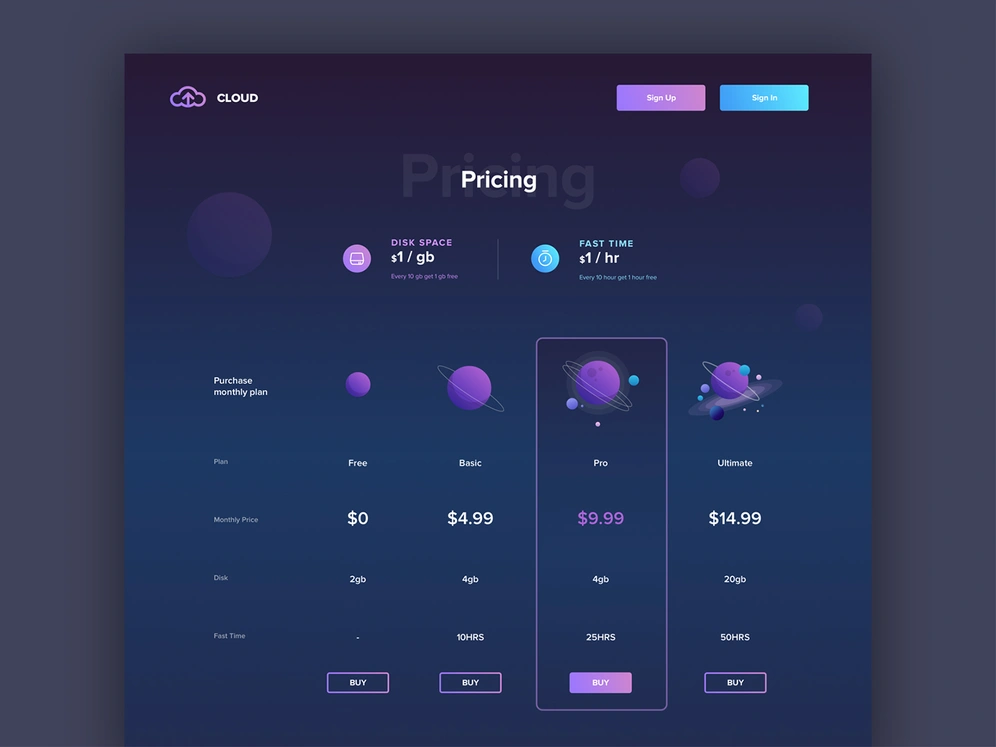 CLOUD
Sign Up
Sign In
Pricing
Pricing
DISK SPACE
$1 / gb
Every 10 gb get 1 gb free
FAST TIME
$1 / hr
Every 10 hour get 1 hour free
Purchase
monthly plan
Plan
Free
Basic
Pro
Ultimate
Monthly Price
$0
$4.99
$9.99
$14.99
Disk
2gb
4gb
4gb
20gb
Fast Time
-
10HRS
25HRS
50HRS
BUY
BUY
BUY
BUY